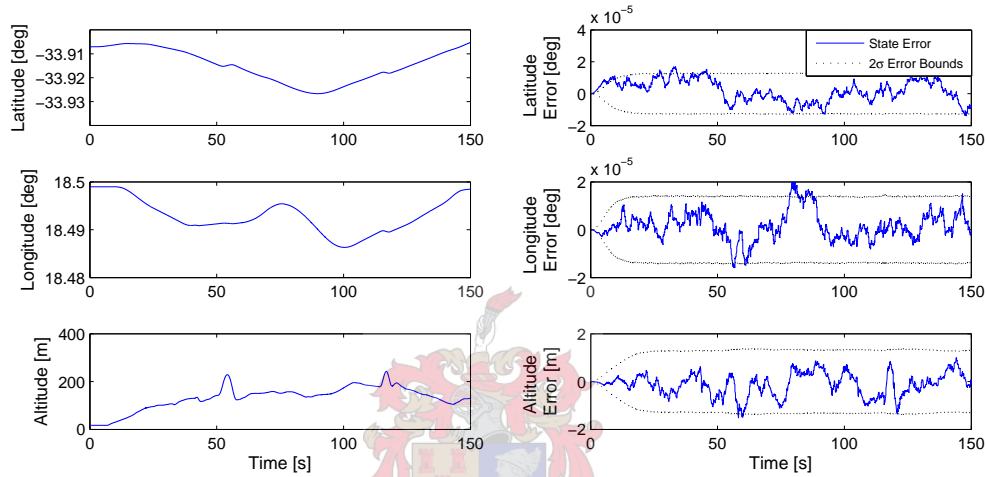 Latitude [deg]
−33.91
−33.92
−33.93
0 50 100 150
Longitude [deg]
18.5
18.49
18.48
0 50 100 150
Altitude [m]
400
200
0
0 50 100 150
Time [s]
x 10⁻⁵
Latitude
Error [deg]
4
2
0
−2
State Error
2σ Error Bounds
0 50 100 150
x 10⁻⁵
Longitude
Error [deg]
2
0
−2
0 50 100 150
Altitude
Error [m]
2
0
−2
0 50 100 150
Time [s]